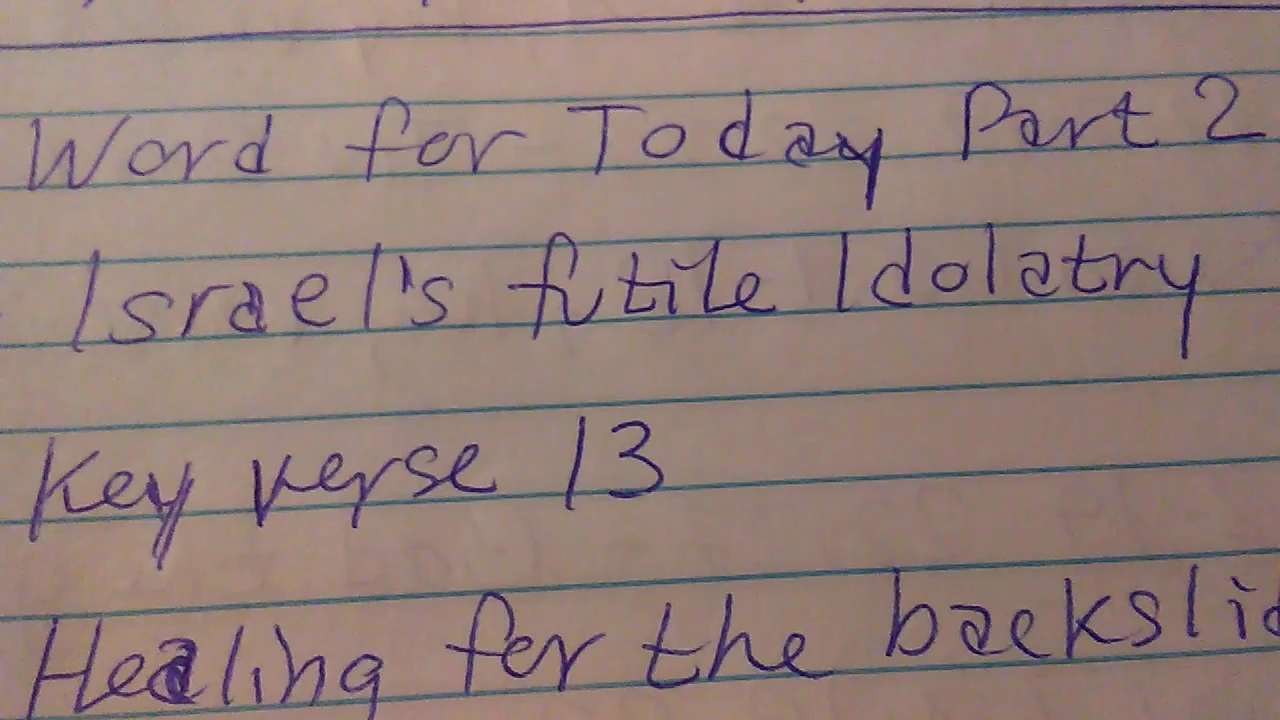 Word for Today Part 2
Israel's futile Idolatry
Key verse 13
Healing for the